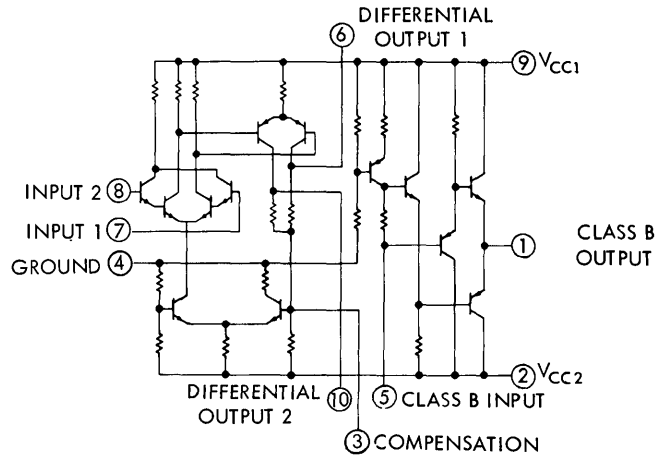 DIFFERENTIAL
OUTPUT 1
6
9 VCC1
INPUT 2 8
INPUT 1 7
GROUND 4
1 CLASS B
OUTPUT
2 VCC2
DIFFERENTIAL
OUTPUT 2
10
5 CLASS B INPUT
3 COMPENSATION